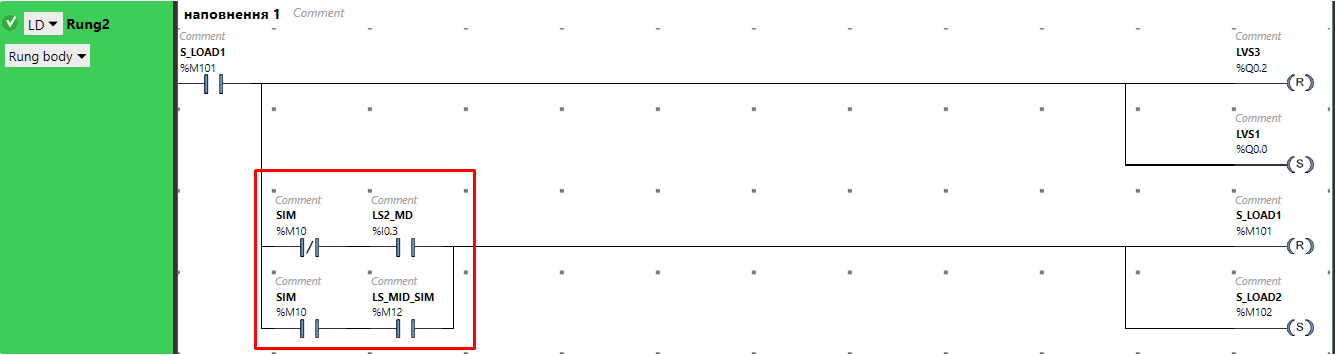 наповнення 1 Comment
LD Rung2
Rung body
Comment
S_LOAD1
%M101
Comment
LVS3
%Q0.2
R
Comment
LVS1
%Q0.0
S
Comment Comment Comment
SIM LS2_MD S_LOAD1
%M10 %I0.3 %M101
R
Comment Comment Comment
SIM LS_MID_SIM S_LOAD2
%M10 %M12 %M102
S